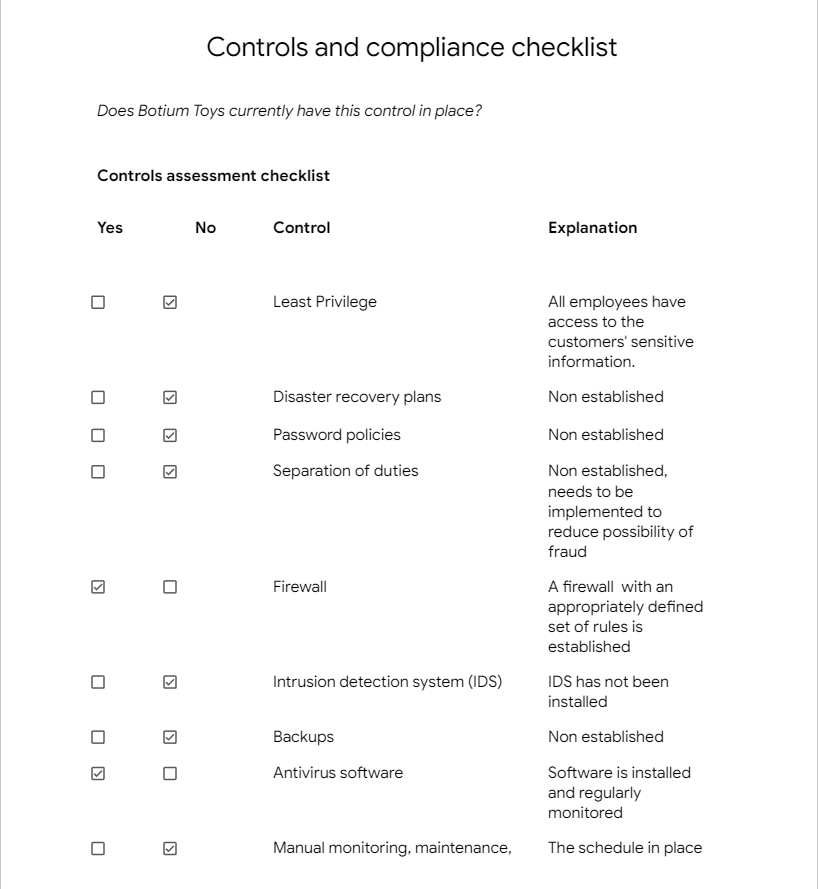 Controls and compliance checklist
Does Botium Toys currently have this control in place?
Controls assessment checklist
Yes No Control Explanation
Least Privilege All employees have
access to the
customers' sensitive
information.
Disaster recovery plans Non established
Password policies Non established
Separation of duties Non established,
needs to be
implemented to
reduce possibility of
fraud
Firewall A firewall  with an
appropriately defined
set of rules is
established
Intrusion detection system (IDS) IDS has not been
installed
Backups Non established
Antivirus software Software is installed
and regularly
monitored
Manual monitoring, maintenance, The schedule in place